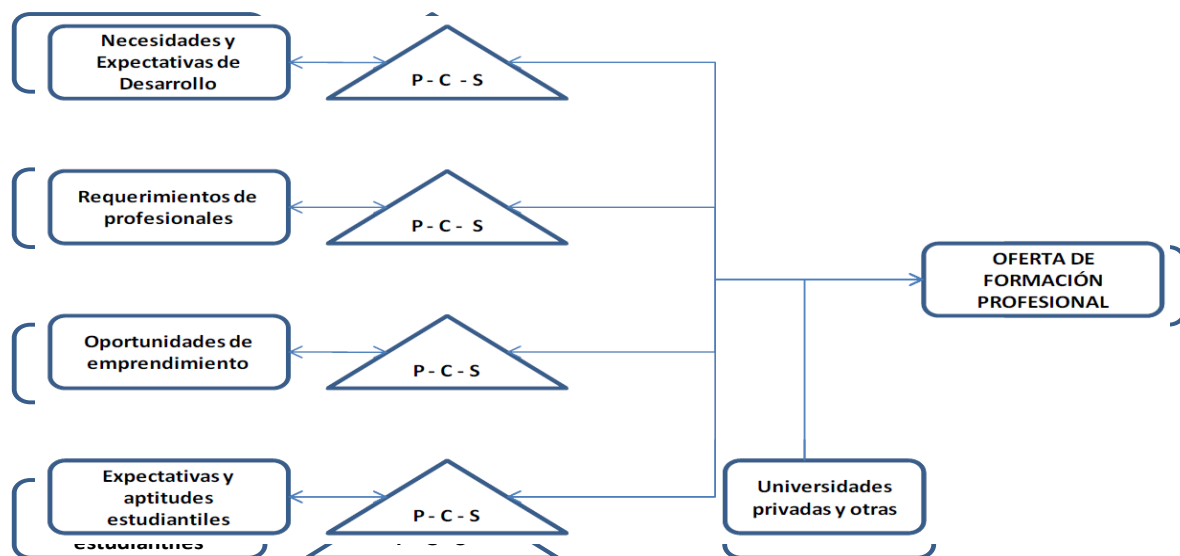 Necesidades y
Expectativas de
Desarrollo
P - C - S
Requerimientos de
profesionales
P - C - S
OFERTA DE
FORMACIÓN
PROFESIONAL
Oportunidades de
emprendimiento
P - C - S
Expectativas y
aptitudes
estudiantiles
P - C - S
Universidades
privadas y otras
estudiantiles